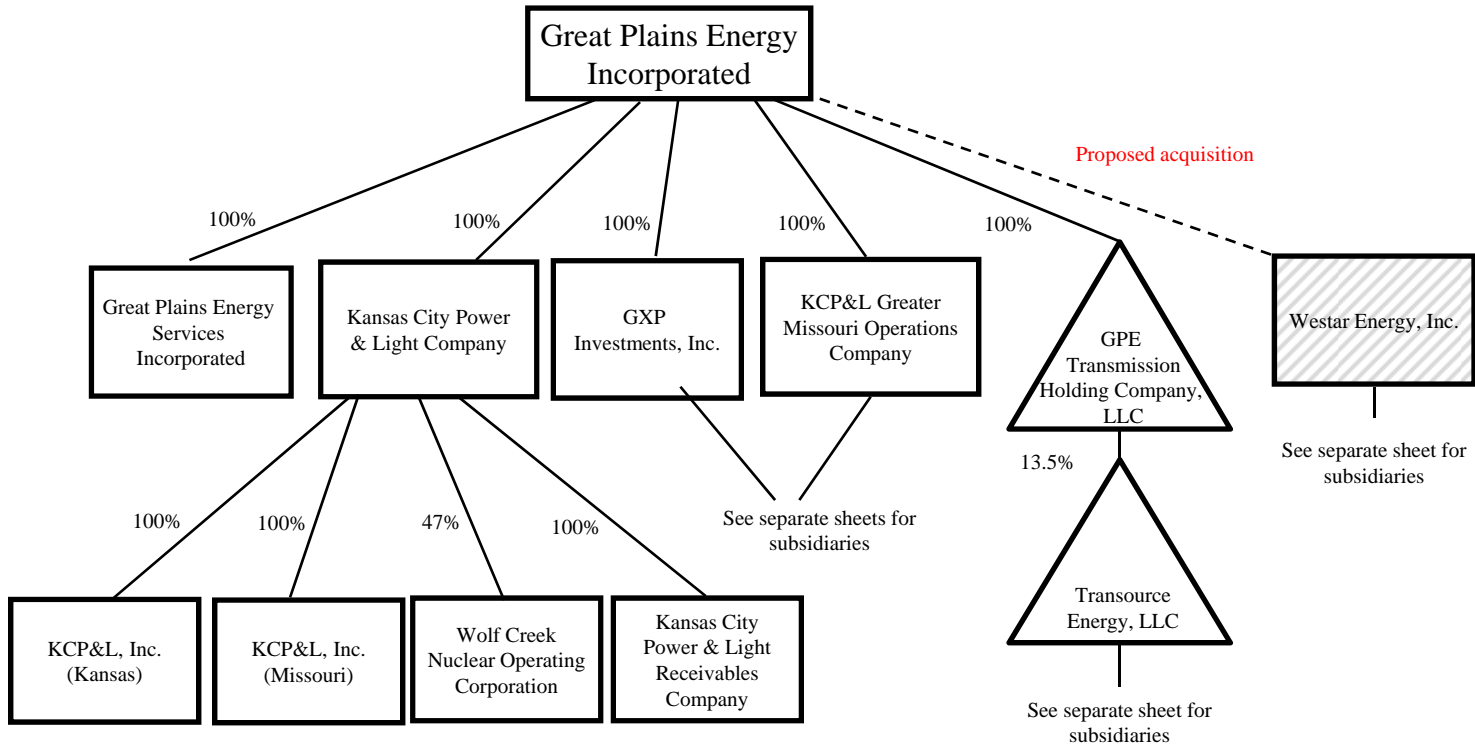 Great Plains Energy
Incorporated
Proposed acquisition
100%
100%
100%
100%
100%
Great Plains Energy
Services
Incorporated
Kansas City Power
& Light Company
GXP
Investments, Inc.
KCP&L Greater
Missouri Operations
Company
GPE
Transmission
Holding Company,
LLC
Westar Energy, Inc.
See separate sheet for
subsidiaries
13.5%
100%
100%
47%
100%
See separate sheets for
subsidiaries
KCP&L, Inc.
(Kansas)
KCP&L, Inc.
(Missouri)
Wolf Creek
Nuclear Operating
Corporation
Kansas City
Power & Light
Receivables
Company
Transource
Energy, LLC
See separate sheet for
subsidiaries